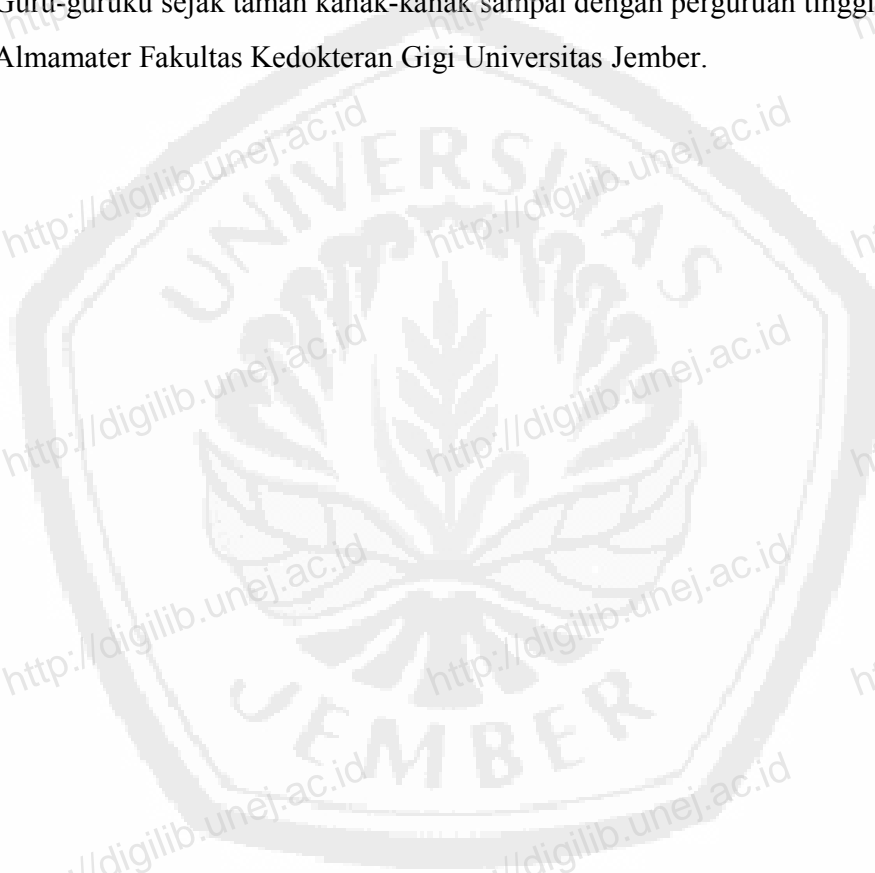 Guru-guruku sejak taman kanak-kanak sampai dengan perguruan tinggi
Almamater Fakultas Kedokteran Gigi Universitas Jember.
http://digilib.unej.ac.id
http://digilib.unej.ac.id
UNIVERSITAS
http://digilib.unej.ac.id
http://digilib.unej.ac.id
http://digilib.unej.ac.id
http://digilib.unej.ac.id
JEMBER
http://digilib.unej.ac.id
http://digilib.unej.ac.id